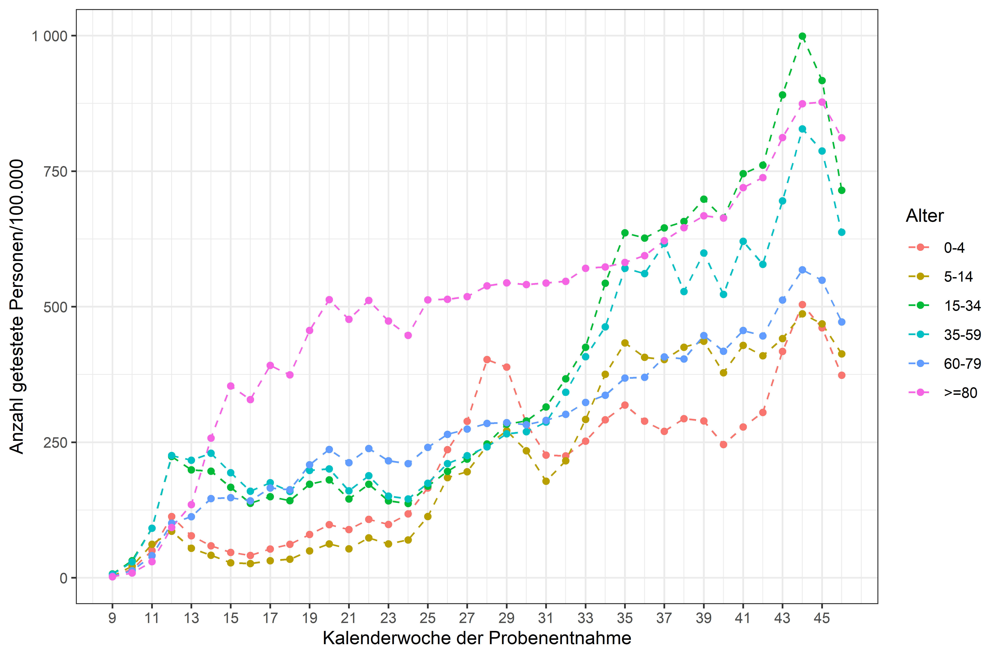 Anzahl getestete Personen/100.000
1 000
750
500
250
0
9 11 13 15 17 19 21 23 25 27 29 31 33 35 37 39 41 43 45
Kalenderwoche der Probenentnahme
Alter
0-4
5-14
15-34
35-59
60-79
>=80